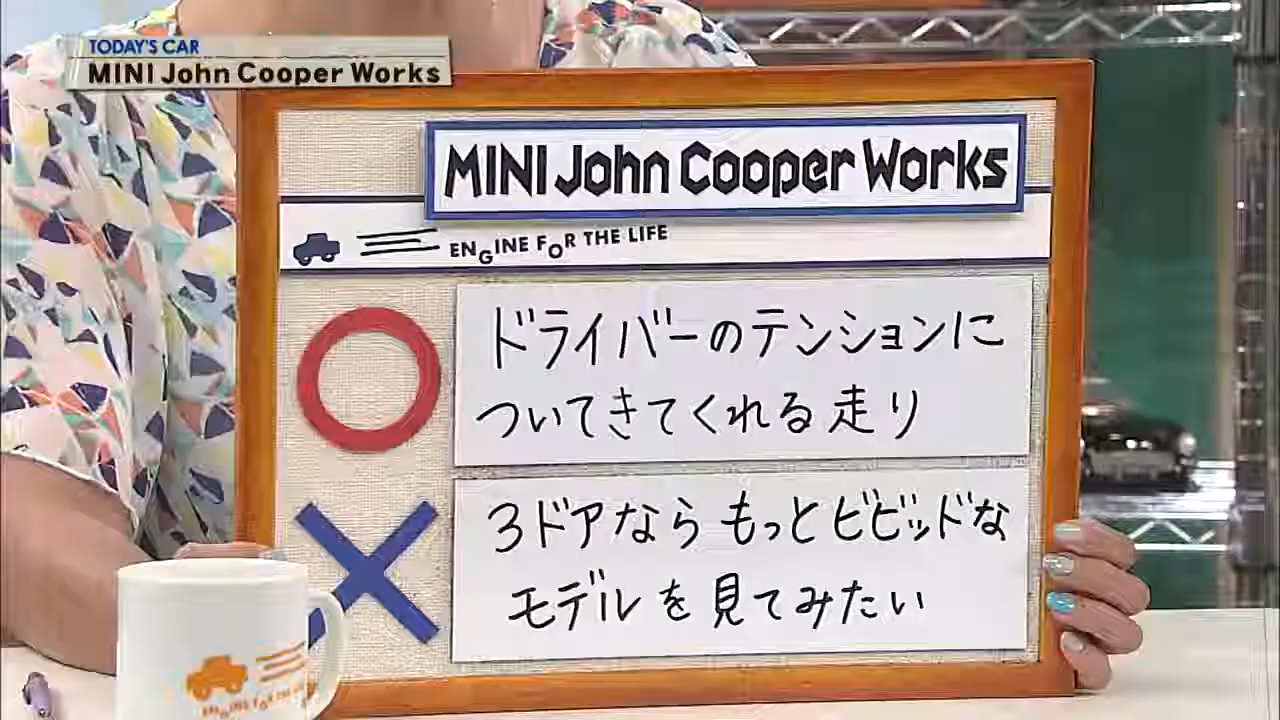 TODAY'S CAR
MINI John Cooper Works
MINI John Cooper Works
ENGINE FOR THE LIFE
ドライバーのテンションに
ついてきてくれる走り
3ドアなら もっとビビッドな
モデルを見てみたい
ENGINE FOR THE